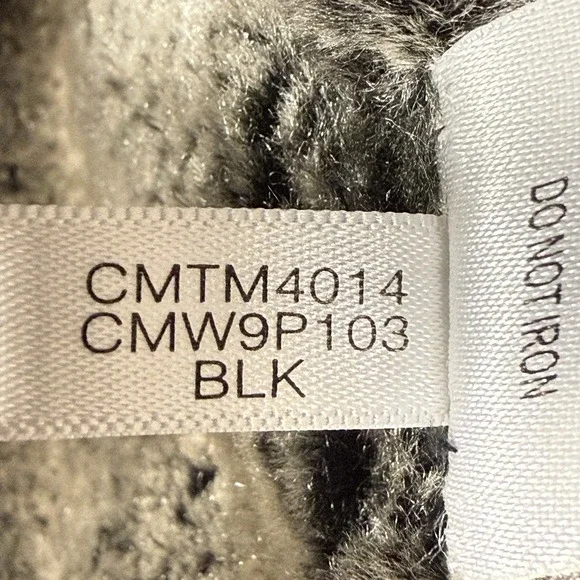 CMTM4014
CMW9P103
BLK
DO NOT IRON